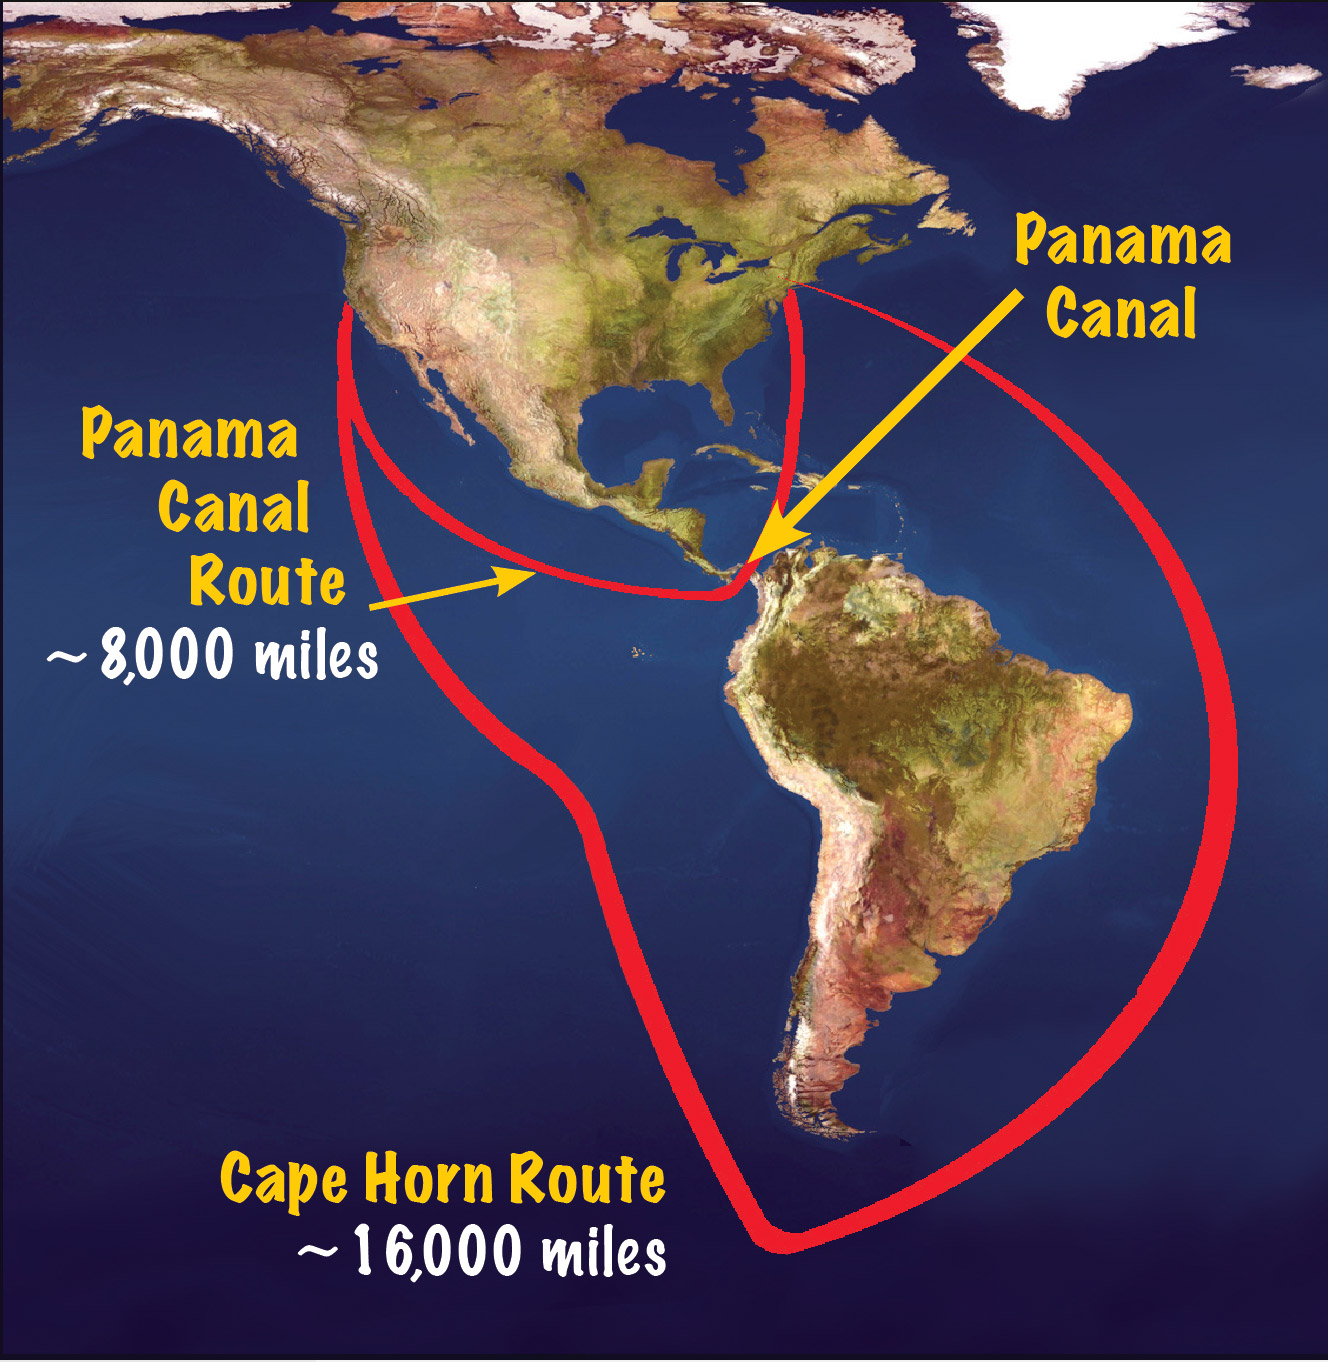 Panama
Canal
Panama
Canal
Route
~ 8,000 miles
Cape Horn Route
~ 16,000 miles